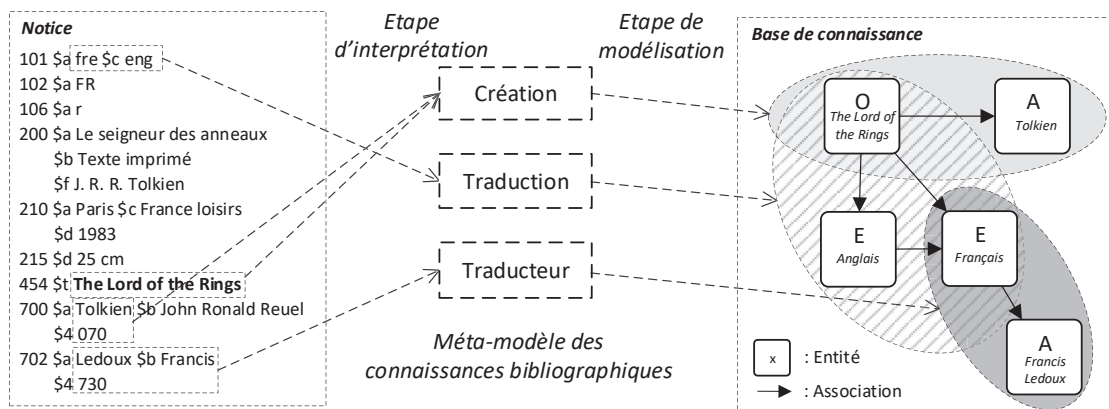 Notice
101 $a fre $c eng
102 $a FR
106 $a r
200 $a Le seigneur des anneaux
$b Texte imprimé
$f J. R. R. Tolkien
210 $a Paris $c France loisirs
$d 1983
215 $d 25 cm
454 $t The Lord of the Rings
700 $a Tolkien $b John Ronald Reuel
$4 070
702 $a Ledoux $b Francis
$4 730
Etape
d'interprétation
Etape de
modélisation
Création
Traduction
Traducteur
Méta-modèle des
connaissances bibliographiques
Base de connaissance
O
The Lord of
the Rings
A
Tolkien
E
Anglais
E
Français
A
Francis
Ledoux
x : Entité
: Association